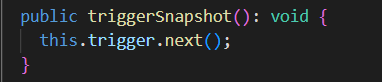 public triggerSnapshot(): void {
  this.trigger.next();
}